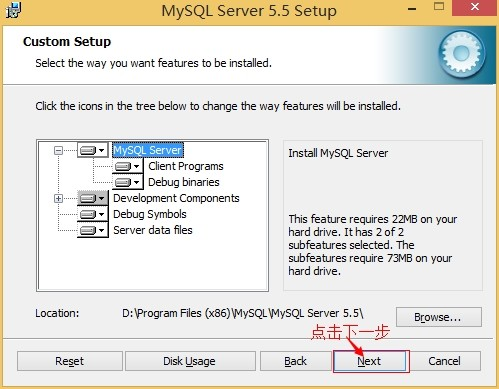 MySQL Server 5.5 Setup
Custom Setup
Select the way you want features to be installed.
Click the icons in the tree below to change the way features will be installed.
MySQL Server
Client Programs
Debug binaries
Development Components
Debug Symbols
Server data files
Install MySQL Server
This feature requires 22MB on your
hard drive. It has 2 of 2
subfeatures selected. The
subfeatures require 73MB on your
hard drive.
Location:
D:\Program Files (x86)\MySQL\MySQL Server 5.5\
Browse...
点击下一步
Reset
Disk Usage
Back
Next
Cancel